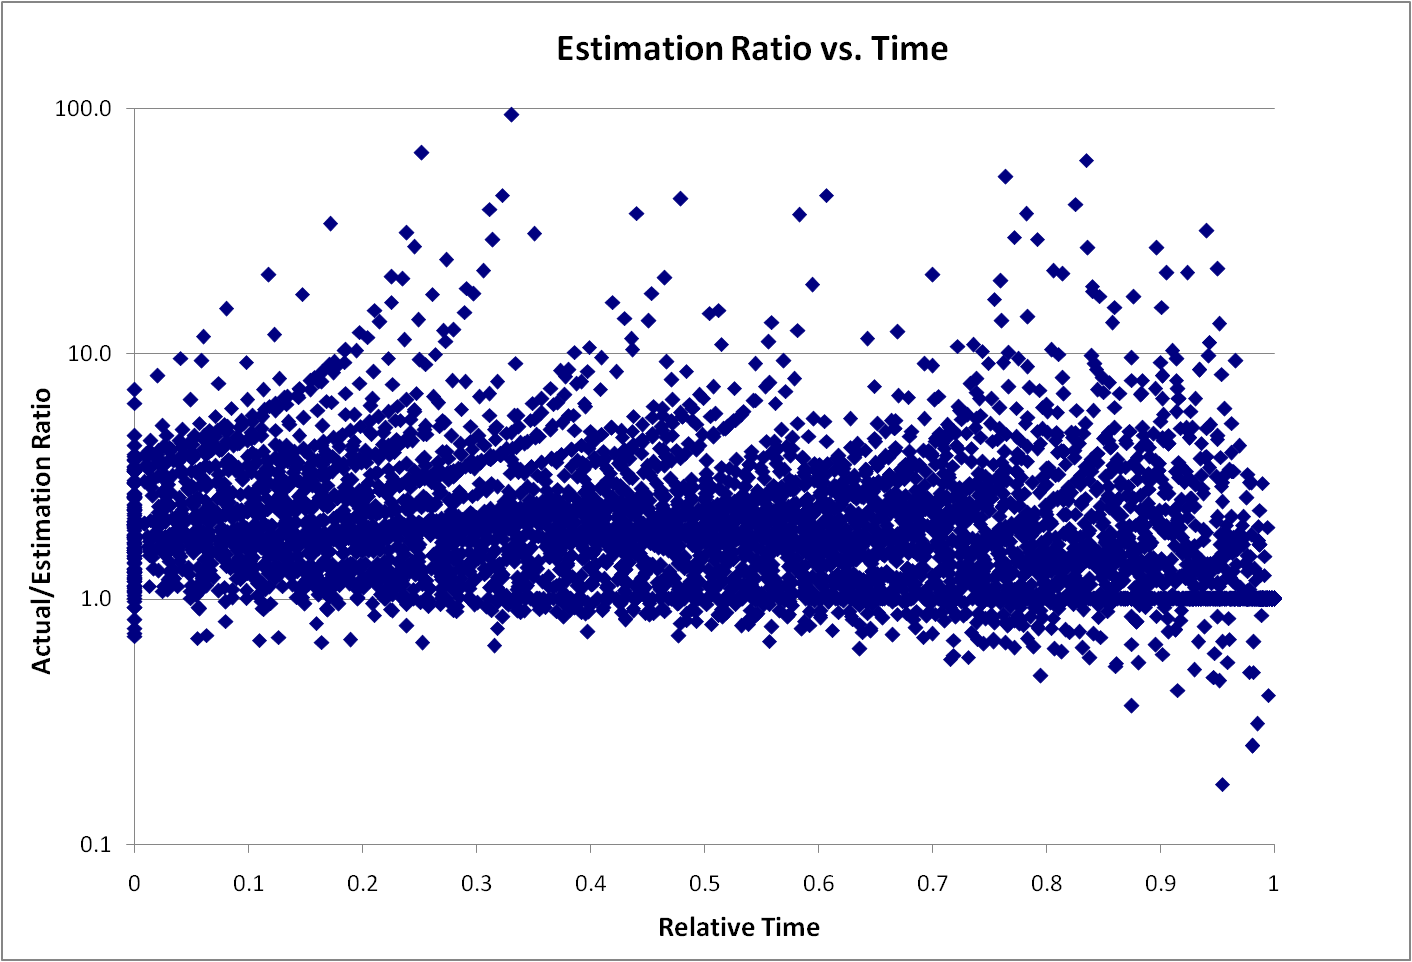 Estimation Ratio vs. Time
100.0
10.0
1.0
0.1
Actual/Estimation Ratio
0 0.1 0.2 0.3 0.4 0.5 0.6 0.7 0.8 0.9 1
Relative Time